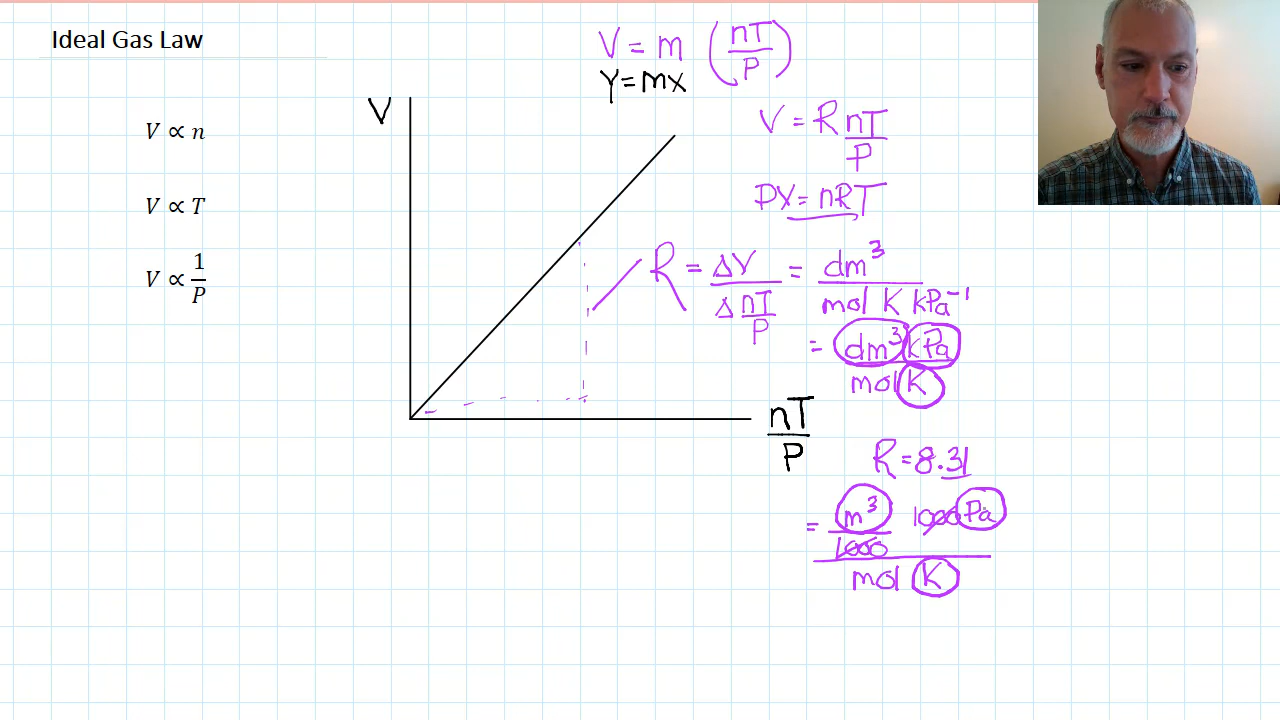 Ideal Gas Law
V ∝ n
V ∝ T
V ∝ 1/P
V = m (nT/P)
Y = mx
V
V = R nT/P
PV = nRT
R = ΔV / Δ nT/P = dm³ / mol K kPa⁻¹
= dm³ kPa / mol K
nT/P
R = 8.31
= m³/1000 1000 Pa / mol K